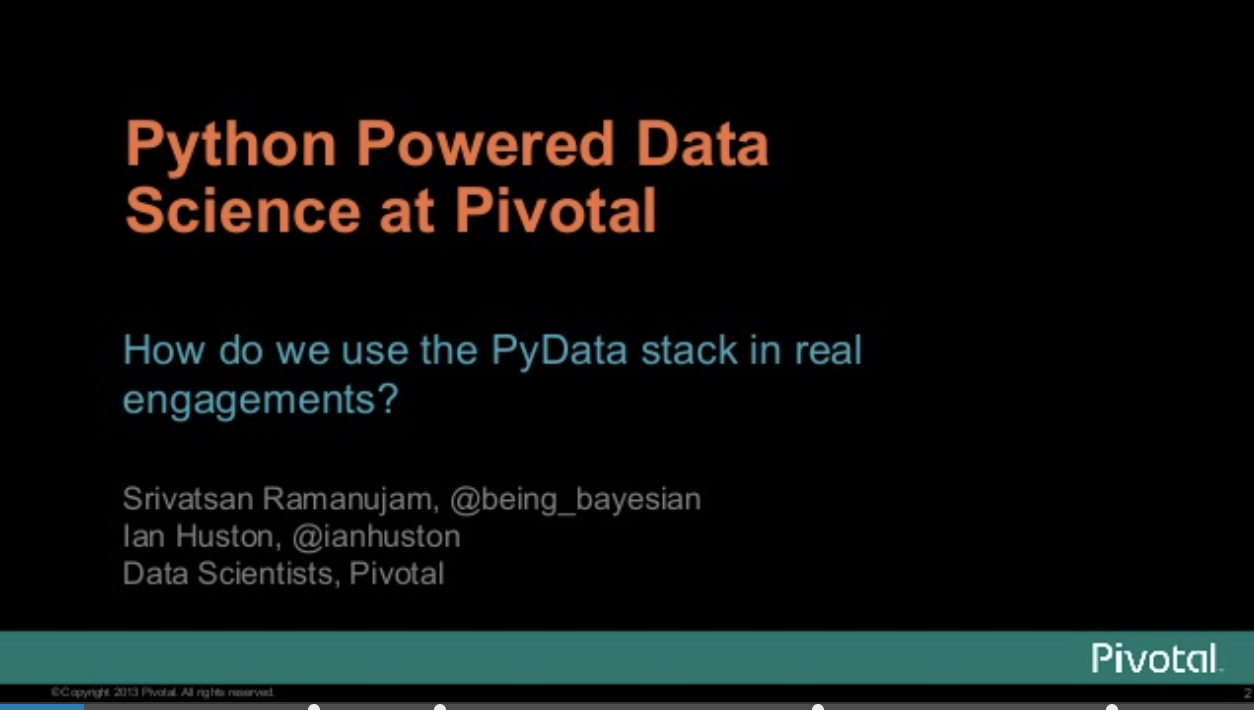 Python Powered Data
Science at Pivotal
How do we use the PyData stack in real
engagements?
Srivatsan Ramanujam, @being_bayesian
Ian Huston, @ianhuston
Data Scientists, Pivotal
Pivotal™
©Copyright 2013 Pivotal. All rights reserved.
2